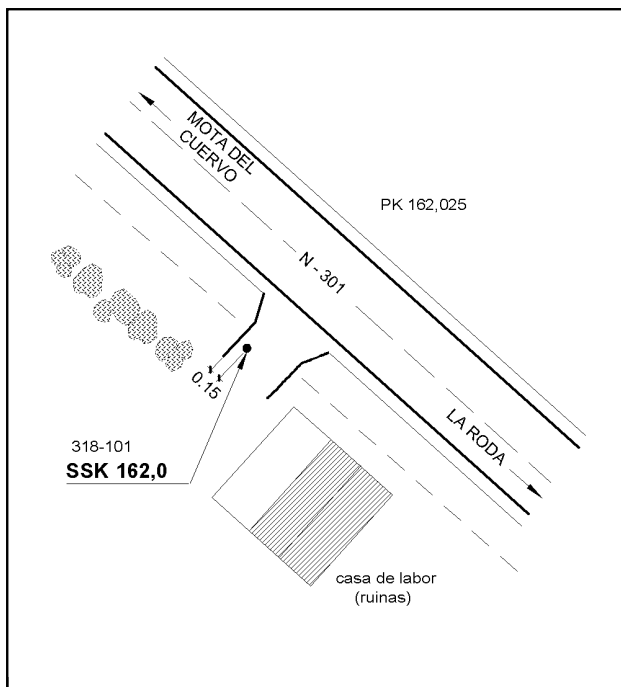 MOTA DEL
CUERVO
PK 162,025
N - 301
0.15
LA RODA
318-101
SSK 162,0
casa de labor
(ruinas)